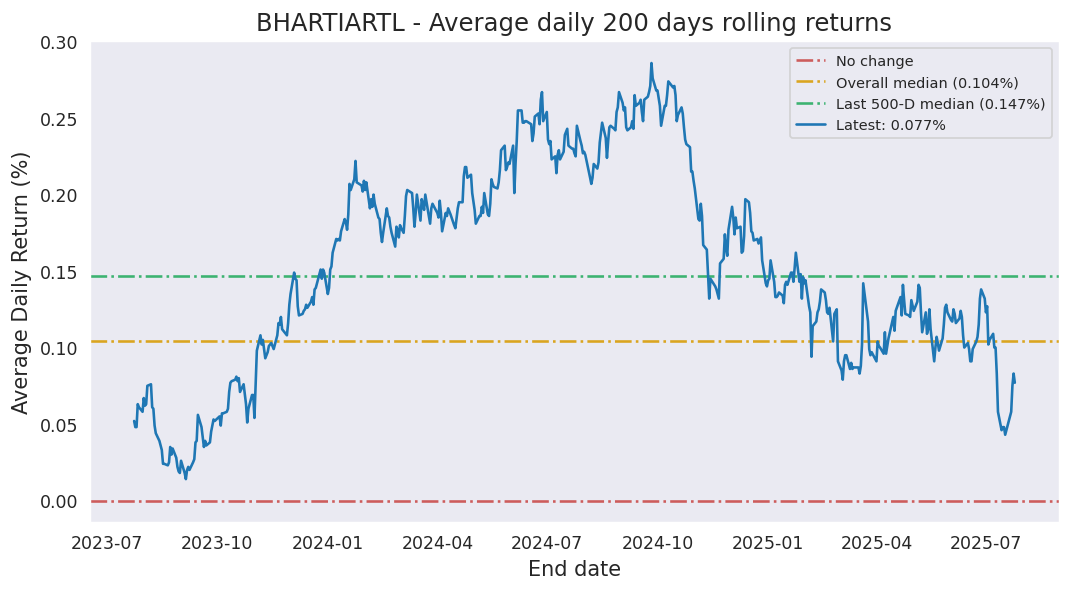 BHARTIARTL - Average daily 200 days rolling returns
Average Daily Return (%)
0.30
0.25
0.20
0.15
0.10
0.05
0.00
No change
Overall median (0.104%)
Last 500-D median (0.147%)
Latest: 0.077%
2023-07 2023-10 2024-01 2024-04 2024-07 2024-10 2025-01 2025-04 2025-07
End date